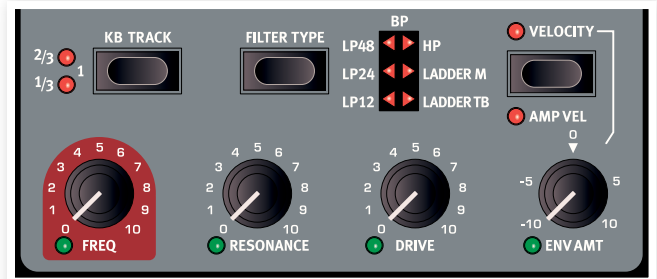 KB TRACK
2/3
1
1/3
FILTER TYPE
BP
LP48 HP
LP24 LADDER M
LP12 LADDER TB
VELOCITY
AMP VEL
0 1 2 3 4 5 6 7 8 9 10
FREQ
0 1 2 3 4 5 6 7 8 9 10
RESONANCE
0 1 2 3 4 5 6 7 8 9 10
DRIVE
-10 -5 0 5 10
ENV AMT